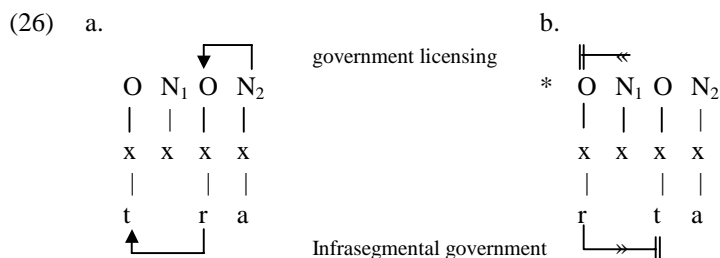 (26) a. b.
government licensing
O N₁ O N₂ * O N₁ O N₂
x x x x x x x x
t r a r t a
Infrasegmental government